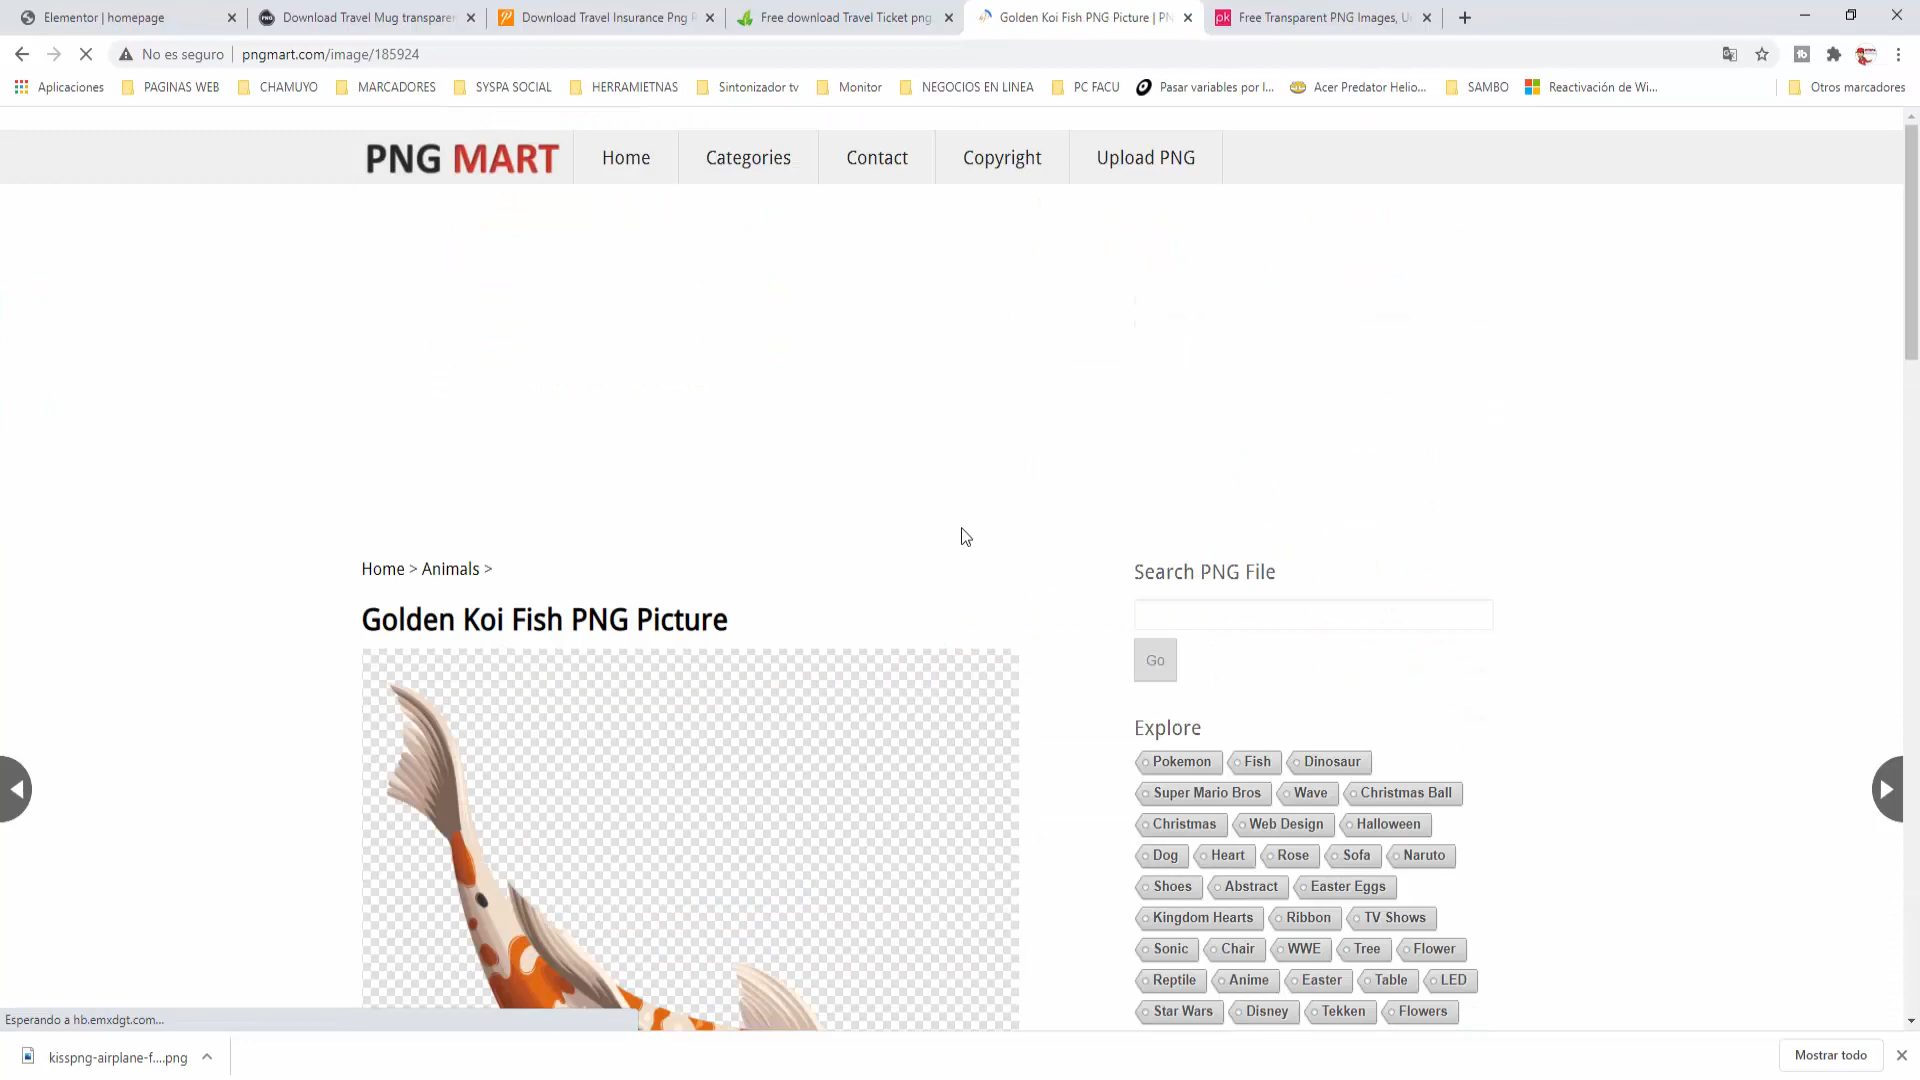 Elementor | homepage
Download Travel Mug transparen
Download Travel Insurance Png R
Free download Travel Ticket png
Golden Koi Fish PNG Picture | PN
Free Transparent PNG Images, U
No es seguro | pngmart.com/image/185924
Aplicaciones
PAGINAS WEB
CHAMUYO
MARCADORES
SYSPA SOCIAL
HERRAMIETNAS
Sintonizador tv
Monitor
NEGOCIOS EN LINEA
PC FACU
Pasar variables por l...
Acer Predator Helio...
SAMBO
Reactivación de Wi...
Otros marcadores
PNG MART
Home
Categories
Contact
Copyright
Upload PNG
Home > Animals >
Golden Koi Fish PNG Picture
Search PNG File
Go
Explore
Pokemon Fish Dinosaur
Super Mario Bros Wave Christmas Ball
Christmas Web Design Halloween
Dog Heart Rose Sofa Naruto
Shoes Abstract Easter Eggs
Kingdom Hearts Ribbon TV Shows
Sonic Chair WWE Tree Flower
Reptile Anime Easter Table LED
Star Wars Disney Tekken Flowers
Esperando a hb.emxdgt.com...
kisspng-airplane-f....png
Mostrar todo